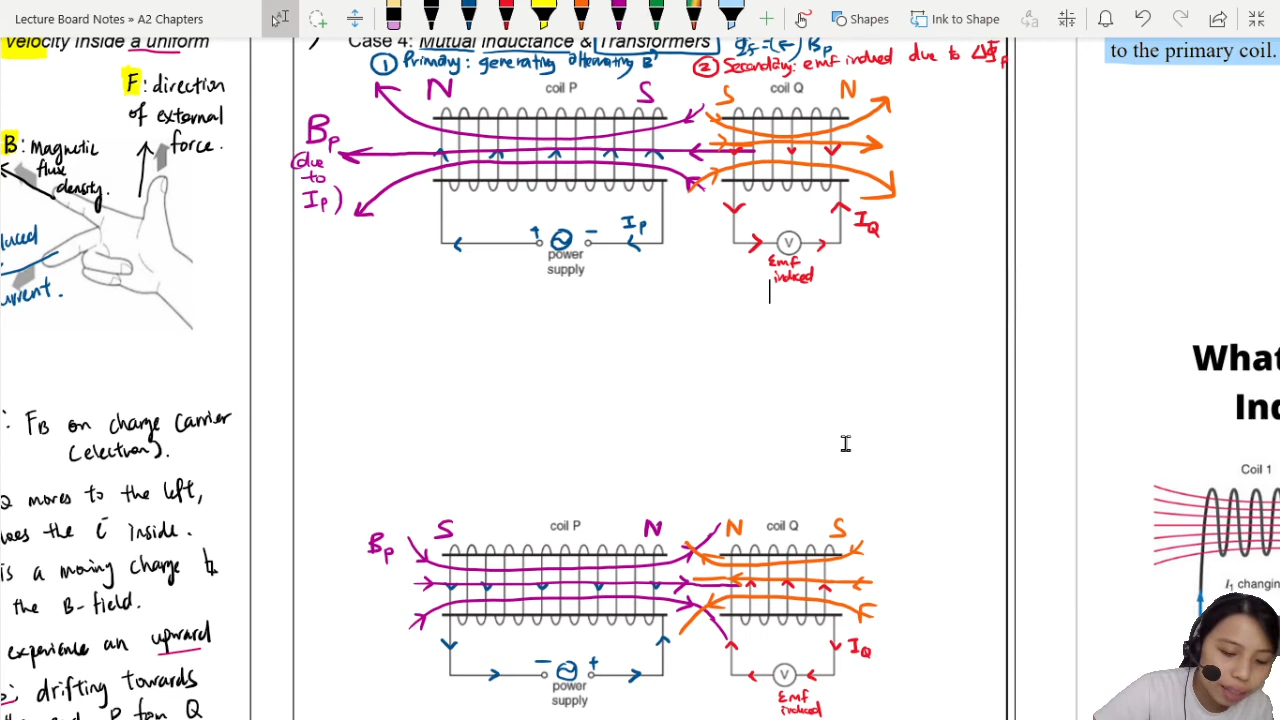 Lecture Board Notes » A2 Chapters
Shapes
Ink to Shape
velocity inside a uniform
F: direction
of external
force.
B: Magnetic
flux
density.
current.
: FB on charge carrier
(electron).
Q moves to the left,
the ē inside.
is a moving charge
the B-field.
experience an upward
drifting towards
Case 4: Mutual Inductance & Transformers
① Primary: generating alternating B
② Secondary: emf induced due to
coil P
coil Q
N
S
S
N
Bp
(due
to
Ip)
+
-
Ip
power
supply
IQ
V
Emf
induced
coil P
coil Q
S
N
N
S
Bp
-
+
power
supply
IQ
V
Emf
induced
to the primary coil.
What
Ind
Coil 1
I1 changin